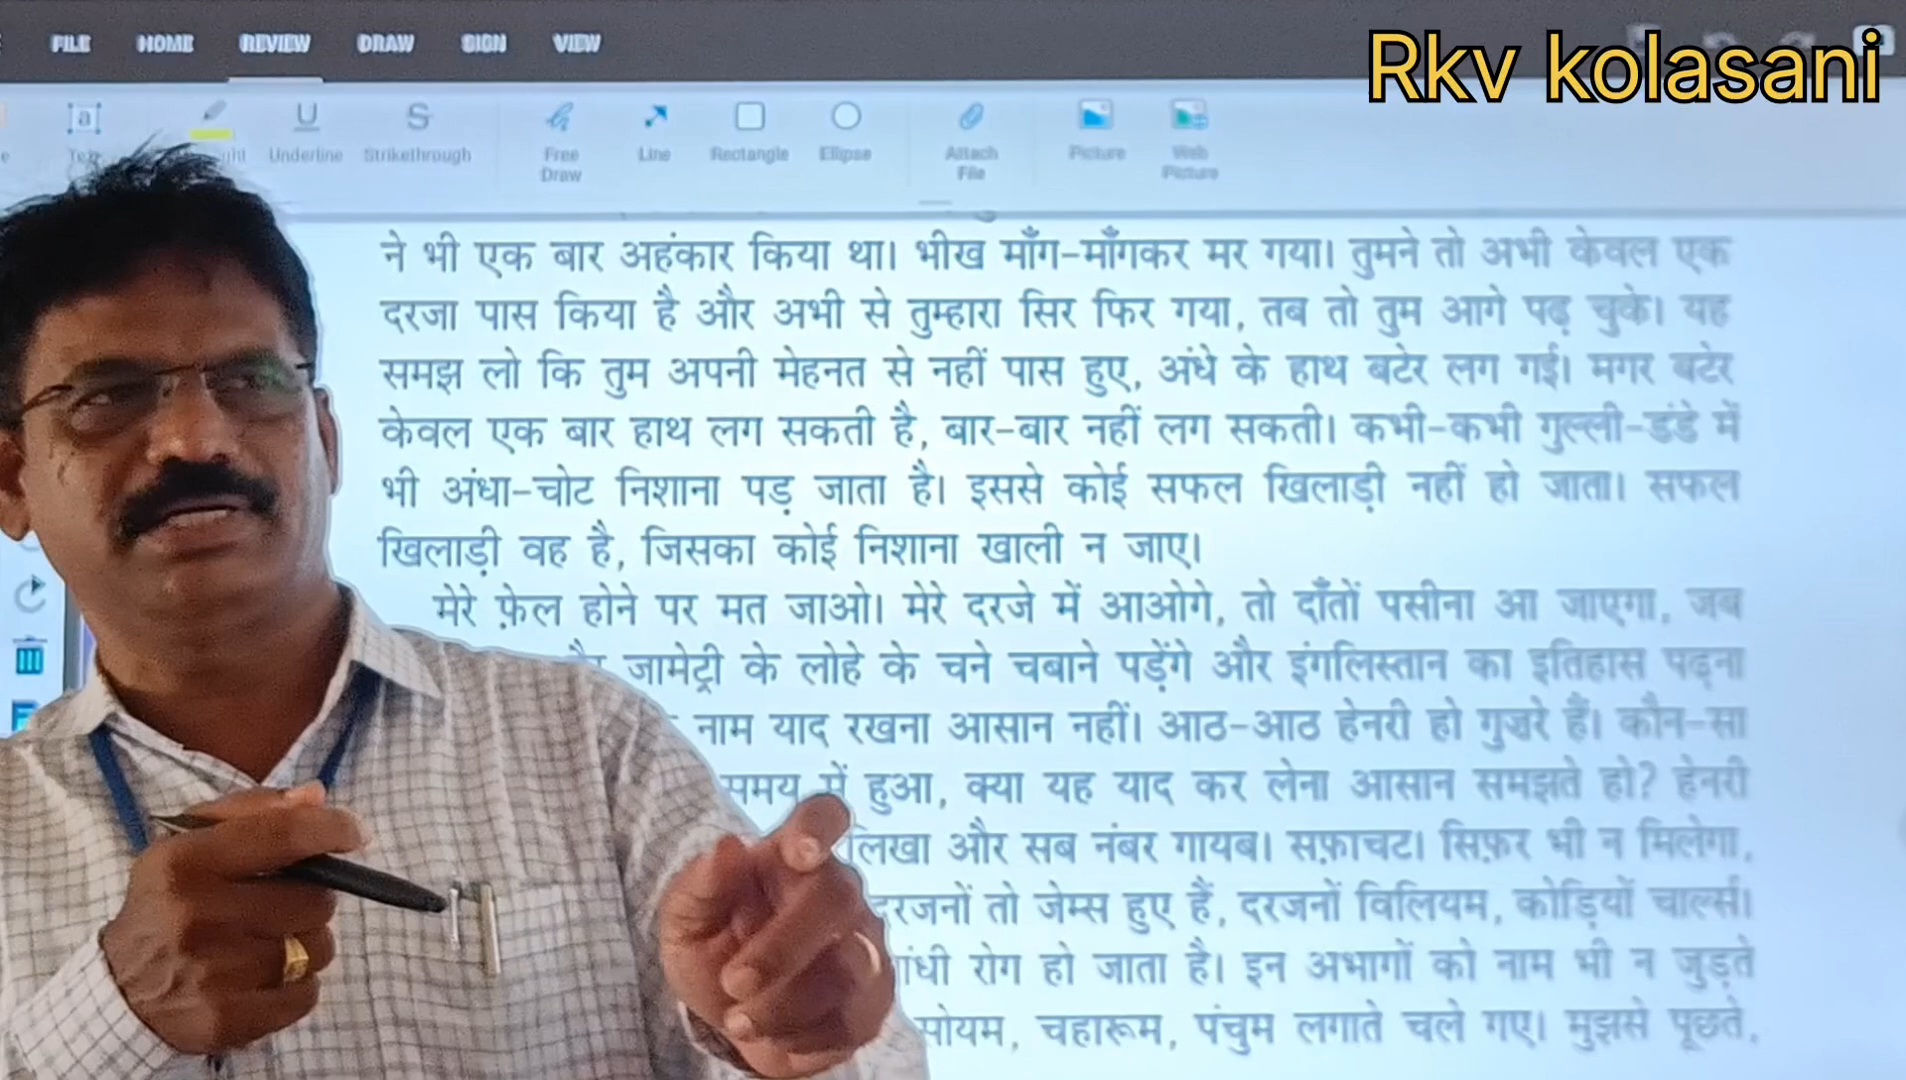 FILE HOME REVIEW DRAW SIGN VIEW
Rkv kolasani
Underline Strikethrough Free Draw Line Rectangle Ellipse Attach File Picture Web Picture
ने भी एक बार अहंकार किया था। भीख माँग-माँगकर मर गया। तुमने तो अभी केवल एक
दरजा पास किया है और अभी से तुम्हारा सिर फिर गया, तब तो तुम आगे पढ़ चुके। यह
समझ लो कि तुम अपनी मेहनत से नहीं पास हुए, अंधे के हाथ बटेर लग गई। मगर बटेर
केवल एक बार हाथ लग सकती है, बार-बार नहीं लग सकती। कभी-कभी गुल्ली-डंडे में
भी अंधा-चोट निशाना पड़ जाता है। इससे कोई सफल खिलाड़ी नहीं हो जाता। सफल
खिलाड़ी वह है, जिसका कोई निशाना खाली न जाए।
मेरे फ़ेल होने पर मत जाओ। मेरे दरजे में आओगे, तो दाँतों पसीना आ जाएगा, जब
जामेट्री के लोहे के चने चबाने पड़ेंगे और इंगलिस्तान का इतिहास पढ़ना
नाम याद रखना आसान नहीं। आठ-आठ हेनरी हो गुज़रे हैं। कौन-सा
समय में हुआ, क्या यह याद कर लेना आसान समझते हो? हेनरी
लिखा और सब नंबर गायब। सफ़ाचट। सिफ़र भी न मिलेगा,
दरजनों तो जेम्स हुए हैं, दरजनों विलियम, कोड़ियों चार्ल्स।
रोग हो जाता है। इन अभागों को नाम भी न जुड़ते
सोयम, चहारूम, पंचुम लगाते चले गए। मुझसे पूछते,